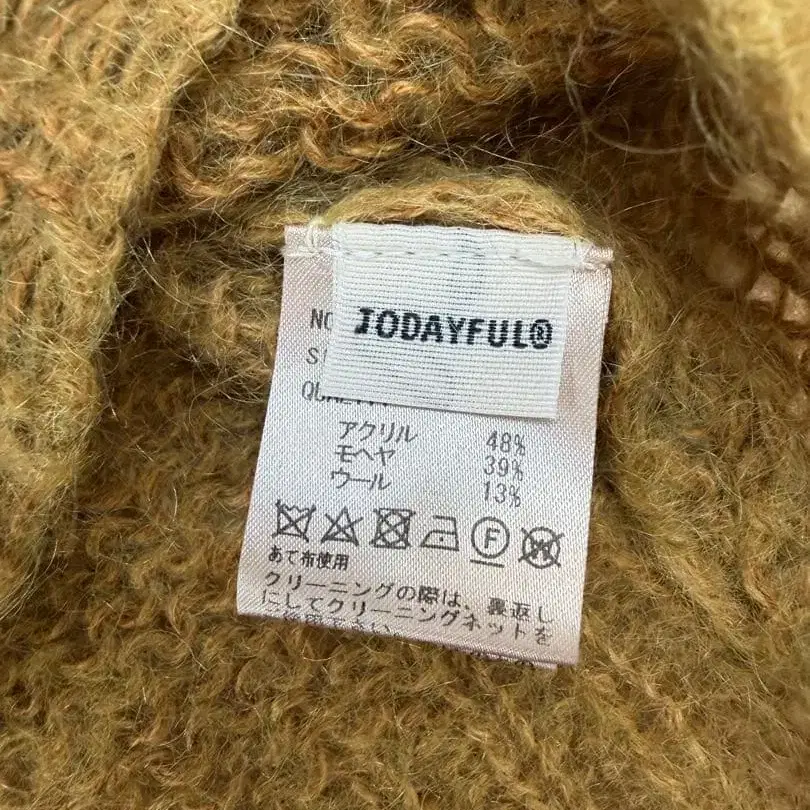 TODAYFUL®
アクリル 48%
モヘヤ 39%
ウール 13%
F W
あて布使用
クリーニングの際は、裏返し
にしてクリーニングネットを